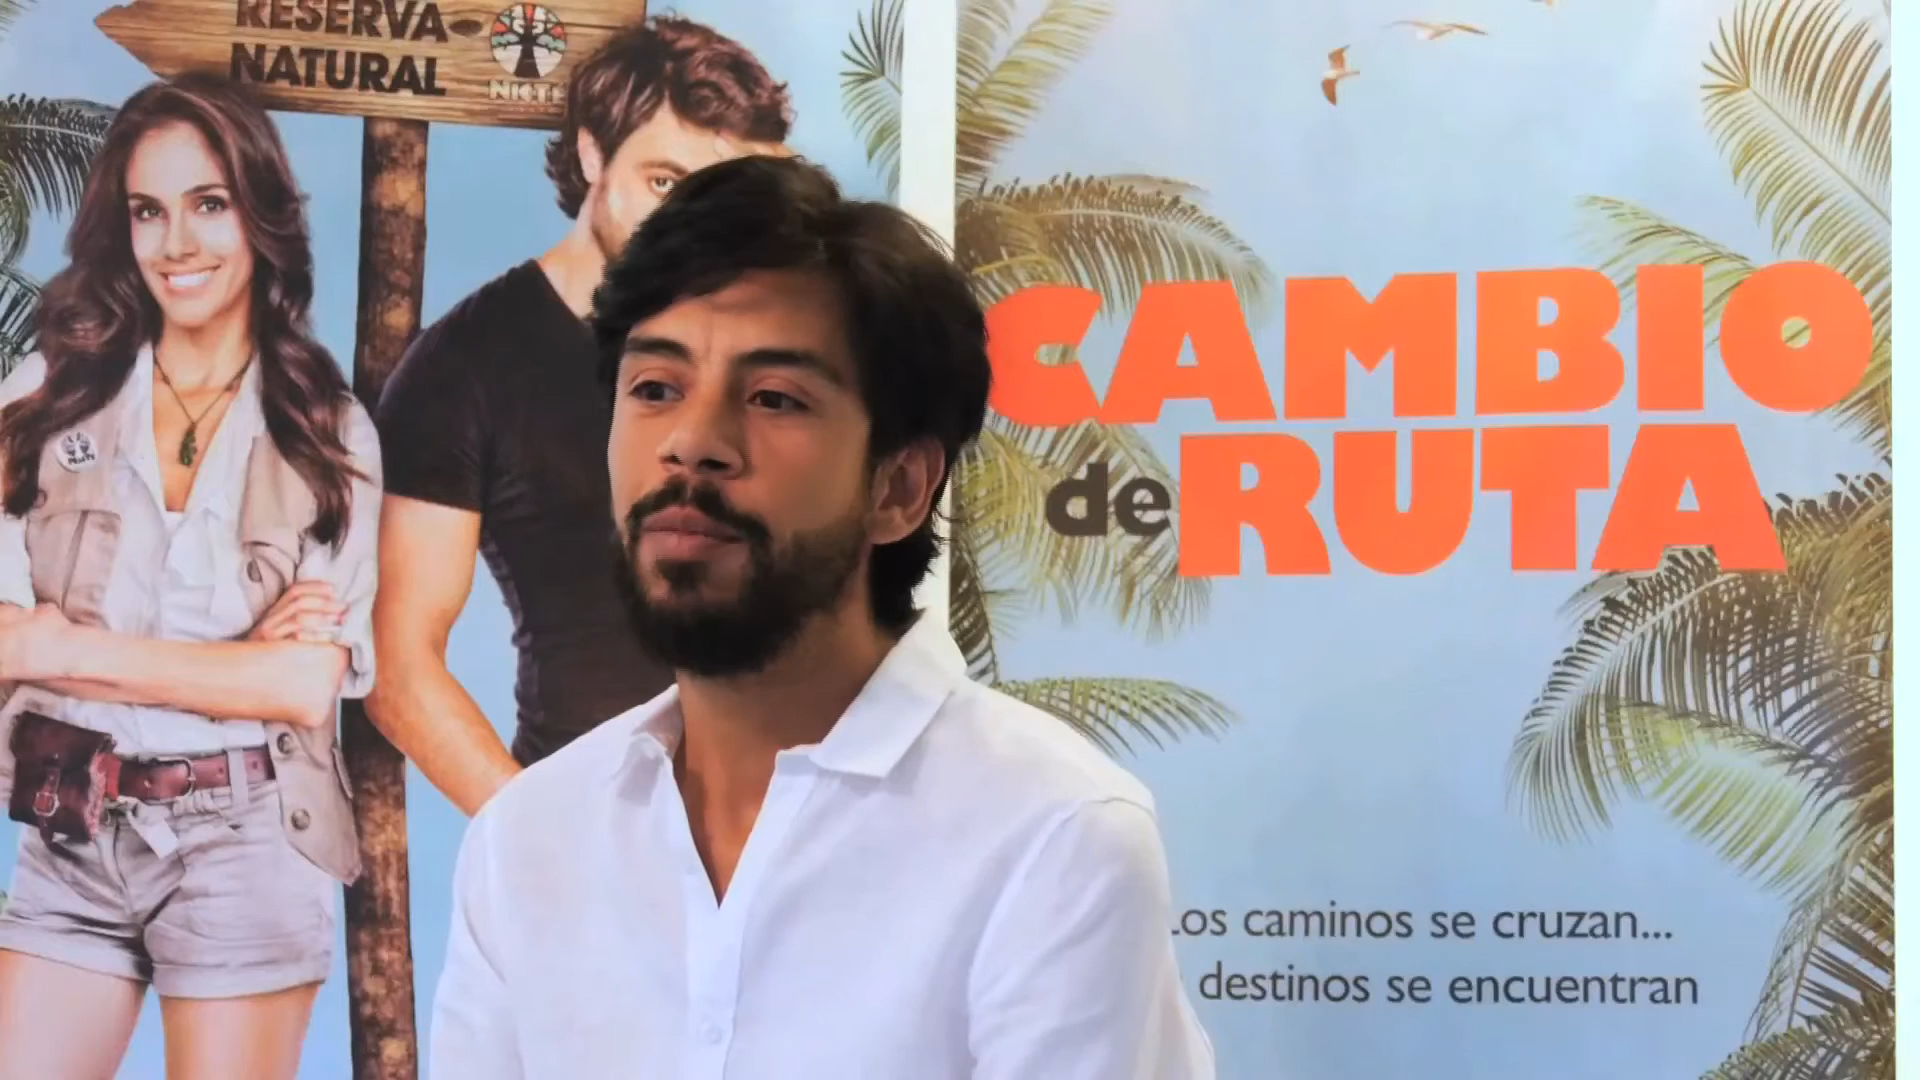 RESERVA
NATURAL
CAMBIO
de RUTA
Los caminos se cruzan...
destinos se encuentran